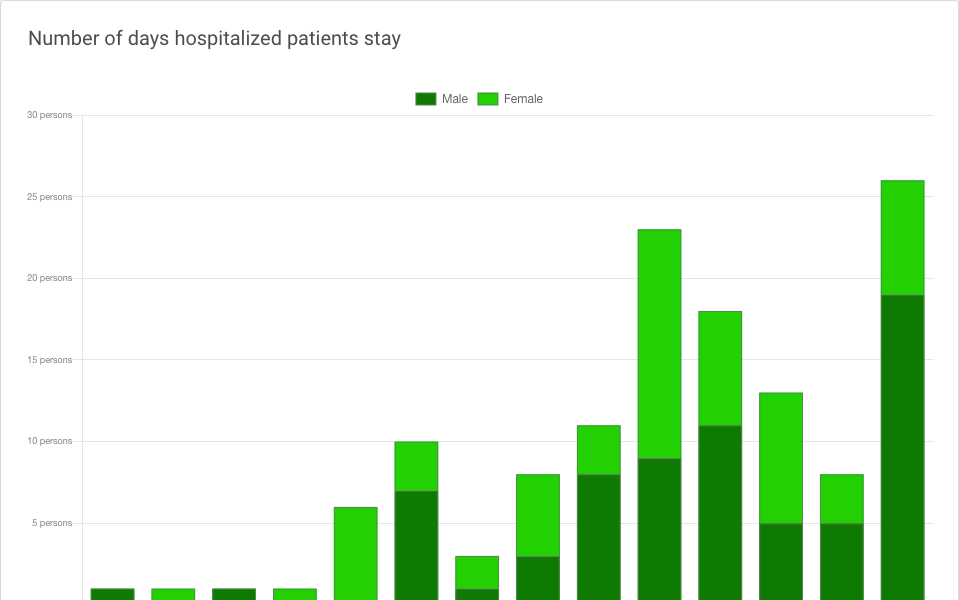 Number of days hospitalized patients stay
Male Female
30 persons
25 persons
20 persons
15 persons
10 persons
5 persons